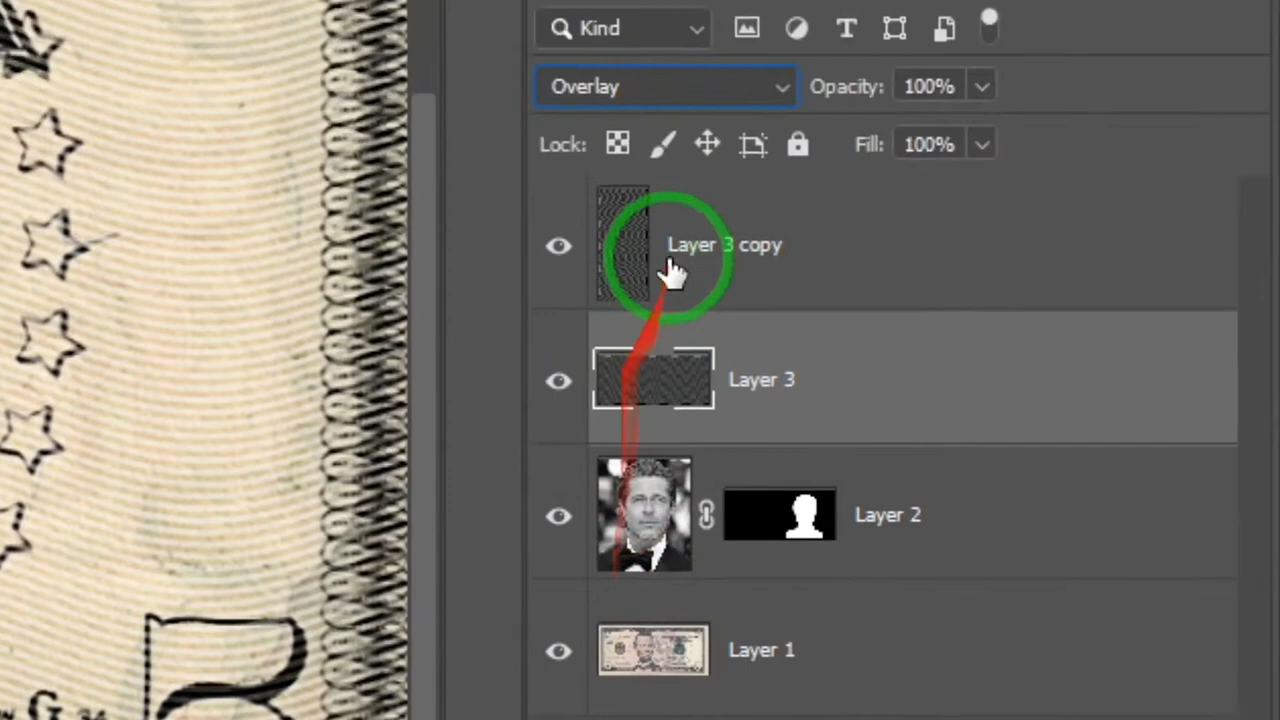 Kind
Overlay Opacity: 100%
Lock: Fill: 100%
Layer 3 copy
Layer 3
Layer 2
Layer 1